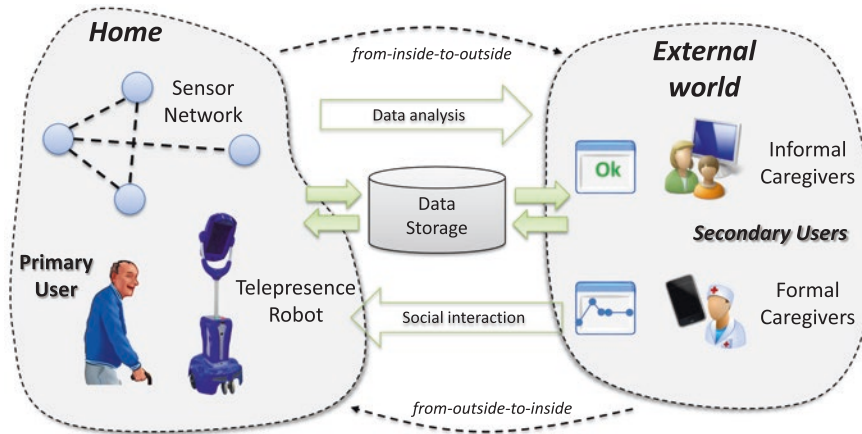 Home
from-inside-to-outside
External
world
Sensor
Network
Data analysis
Ok
Informal
Caregivers
Data
Storage
Secondary Users
Primary
User
Telepresence
Robot
Social interaction
Formal
Caregivers
from-outside-to-inside